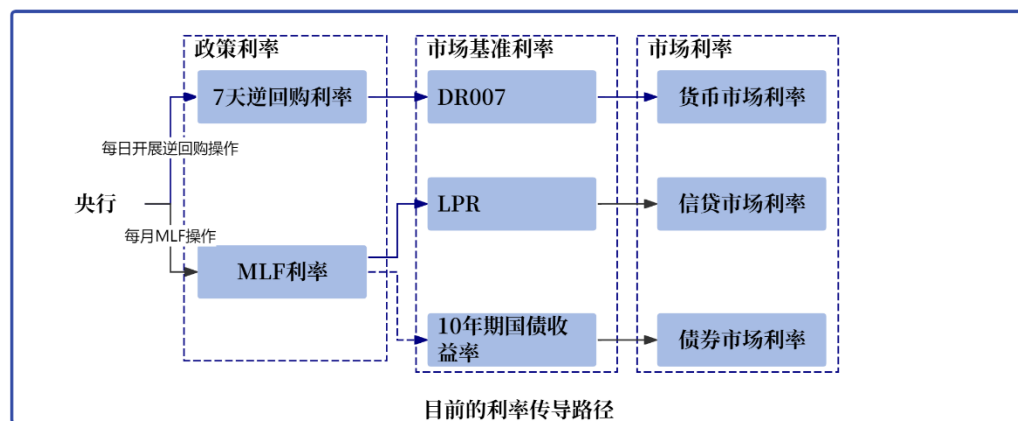 政策利率
市场基准利率
市场利率
7天逆回购利率
DR007
货币市场利率
每日开展逆回购操作
央行
LPR
信贷市场利率
每月MLF操作
MLF利率
10年期国债收
益率
债券市场利率
目前的利率传导路径